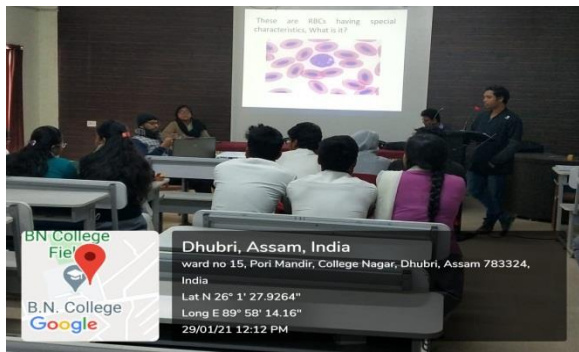 These are RBCs having special
characteristics. What is it?
BN College
Fiel
B.N. College
Google
Dhubri, Assam, India
ward no 15, Pori Mandir, College Nagar, Dhubri, Assam 783324,
India
Lat N 26° 1' 27.9264"
Long E 89° 58' 14.16"
29/01/21 12:12 PM